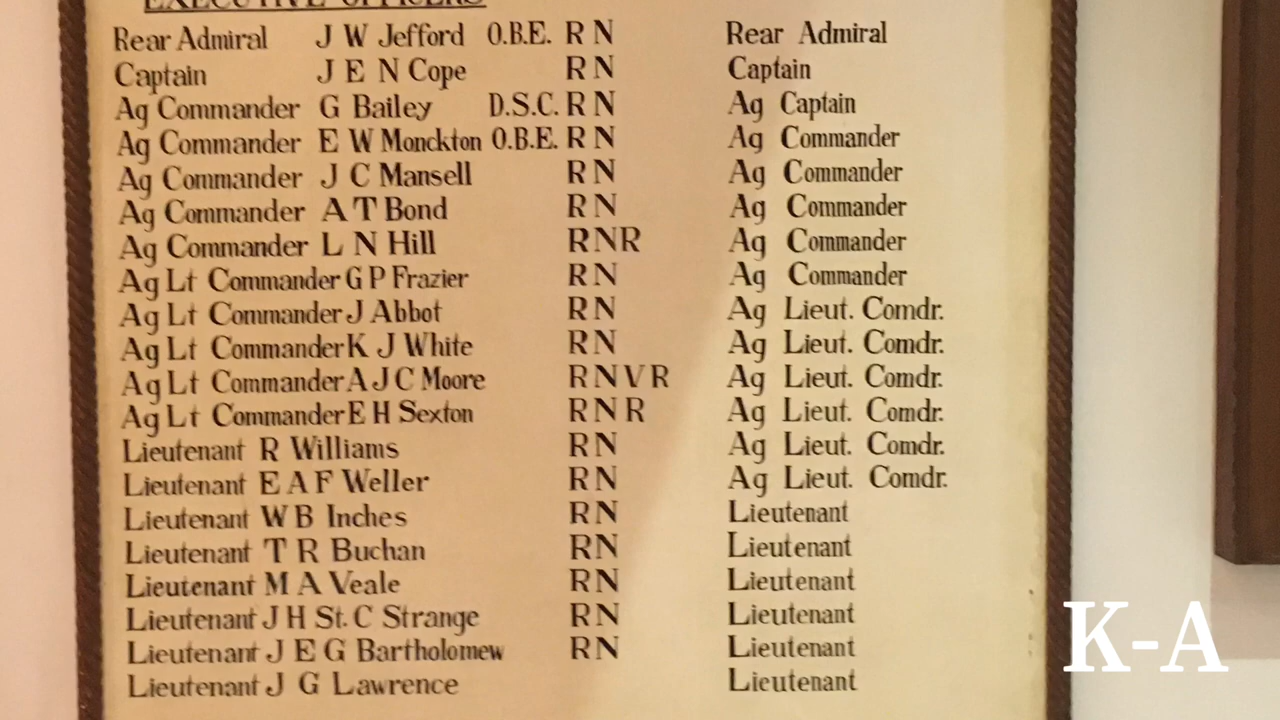 EXECUTIVE OFFICERS
Rear Admiral J W Jefford O.B.E. R N Rear Admiral
Captain J E N Cope R N Captain
Ag Commander G Bailey D.S.C. R N Ag Captain
Ag Commander E W Monckton O.B.E. R N Ag Commander
Ag Commander J C Mansell R N Ag Commander
Ag Commander A T Bond R N Ag Commander
Ag Commander L N Hill R N R Ag Commander
Ag Lt Commander G P Frazier R N Ag Commander
Ag Lt Commander J Abbot R N Ag Lieut. Comdr.
Ag Lt Commander K J White R N Ag Lieut. Comdr.
Ag Lt Commander A J C Moore R N V R Ag Lieut. Comdr.
Ag Lt Commander E H Sexton R N R Ag Lieut. Comdr.
Lieutenant R Williams R N Ag Lieut. Comdr.
Lieutenant E A F Weller R N Ag Lieut. Comdr.
Lieutenant W B Inches R N Lieutenant
Lieutenant T R Buchan R N Lieutenant
Lieutenant M A Veale R N Lieutenant
Lieutenant J H St. C Strange R N Lieutenant
Lieutenant J E G Bartholomew R N Lieutenant
Lieutenant J G Lawrence Lieutenant
K-A